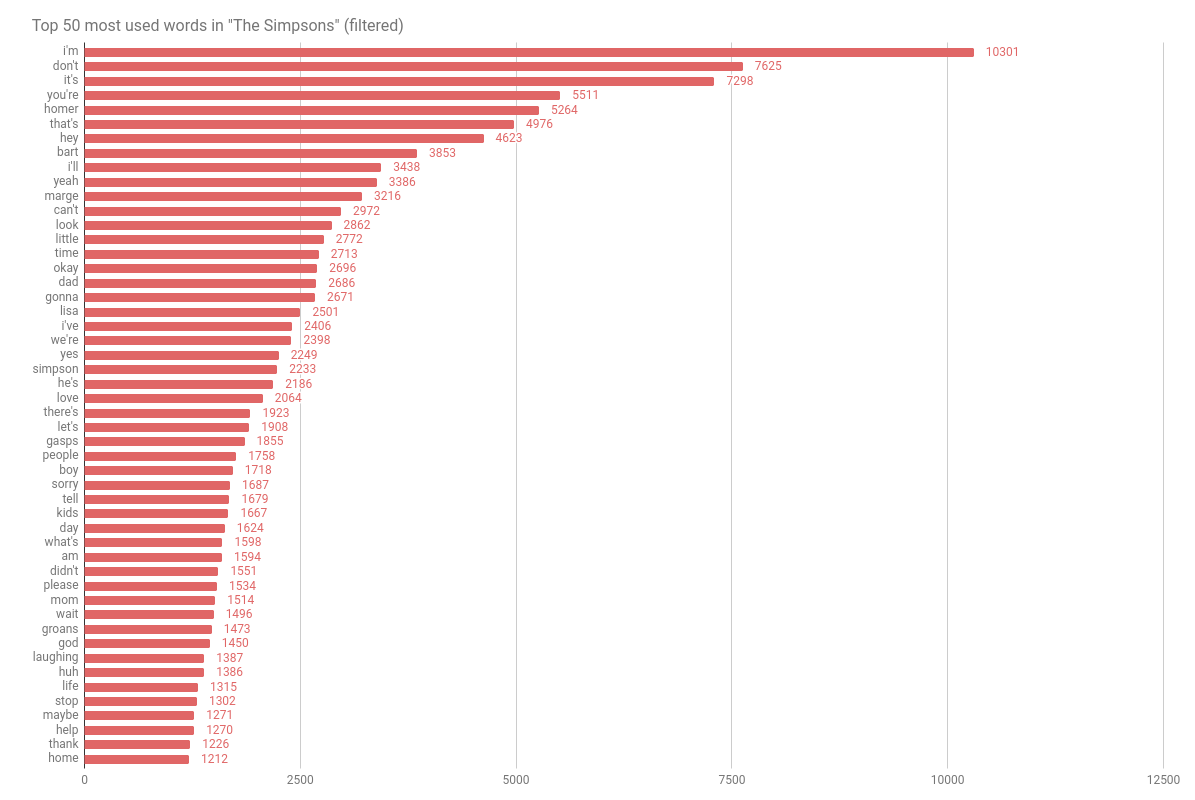 Top 50 most used words in "The Simpsons" (filtered)
i'm 10301
don't 7625
it's 7298
you're 5511
homer 5264
that's 4976
hey 4623
bart 3853
i'll 3438
yeah 3386
marge 3216
can't 2972
look 2862
little 2772
time 2713
okay 2696
dad 2686
gonna 2671
lisa 2501
i've 2406
we're 2398
yes 2249
simpson 2233
he's 2186
love 2064
there's 1923
let's 1908
gasps 1855
people 1758
boy 1718
sorry 1687
tell 1679
kids 1667
day 1624
what's 1598
am 1594
didn't 1551
please 1534
mom 1514
wait 1496
groans 1473
god 1450
laughing 1387
huh 1386
life 1315
stop 1302
maybe 1271
help 1270
thank 1226
home 1212
0 2500 5000 7500 10000 12500